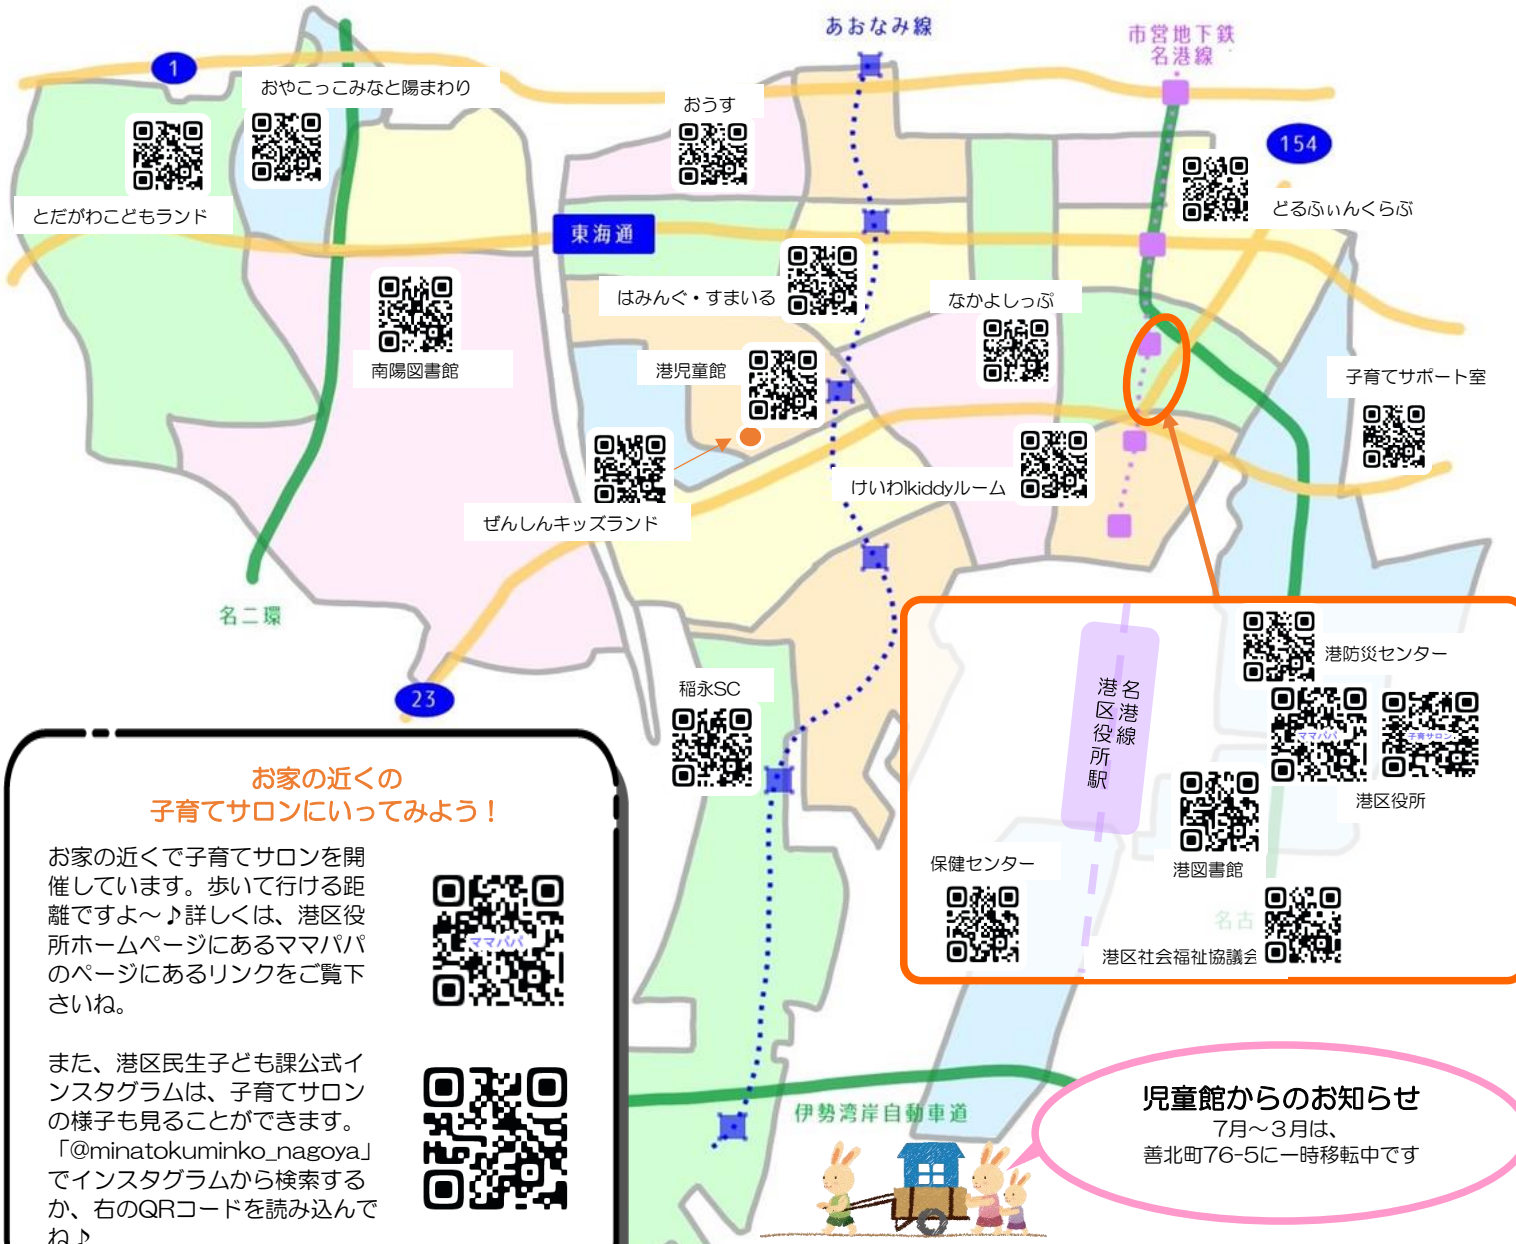 あおなみ線
市営地下鉄
名港線
1
おやこっこみなと陽まわり
おうす
154
とだがわこどもランド
東海通
どるふぃんくらぶ
はみんぐ・すまいる
なかよしっぷ
南陽図書館
港児童館
子育てサポート室
けいわkiddyルーム
ぜんしんキッズランド
名二環
23
稲永SC
名港線
港区役所駅
港防災センター
ママパパ
子育サロン
港区役所
港図書館
保健センター
名古
港区社会福祉協議会
お家の近くの
子育てサロンにいってみよう！
お家の近くで子育てサロンを開
催しています。歩いて行ける距
離ですよ～♪詳しくは、港区役
所ホームページにあるママパパ
のページにあるリンクをご覧下
さいね。
ママパパ
また、港区民生子ども課公式イ
ンスタグラムは、子育てサロン
の様子も見ることができます。
「@minatokuminko_nagoya」
でインスタグラムから検索する
か、右のQRコードを読み込んで
ね♪
伊勢湾岸自動車道
児童館からのお知らせ
7月～3月は、
善北町76-5に一時移転中です